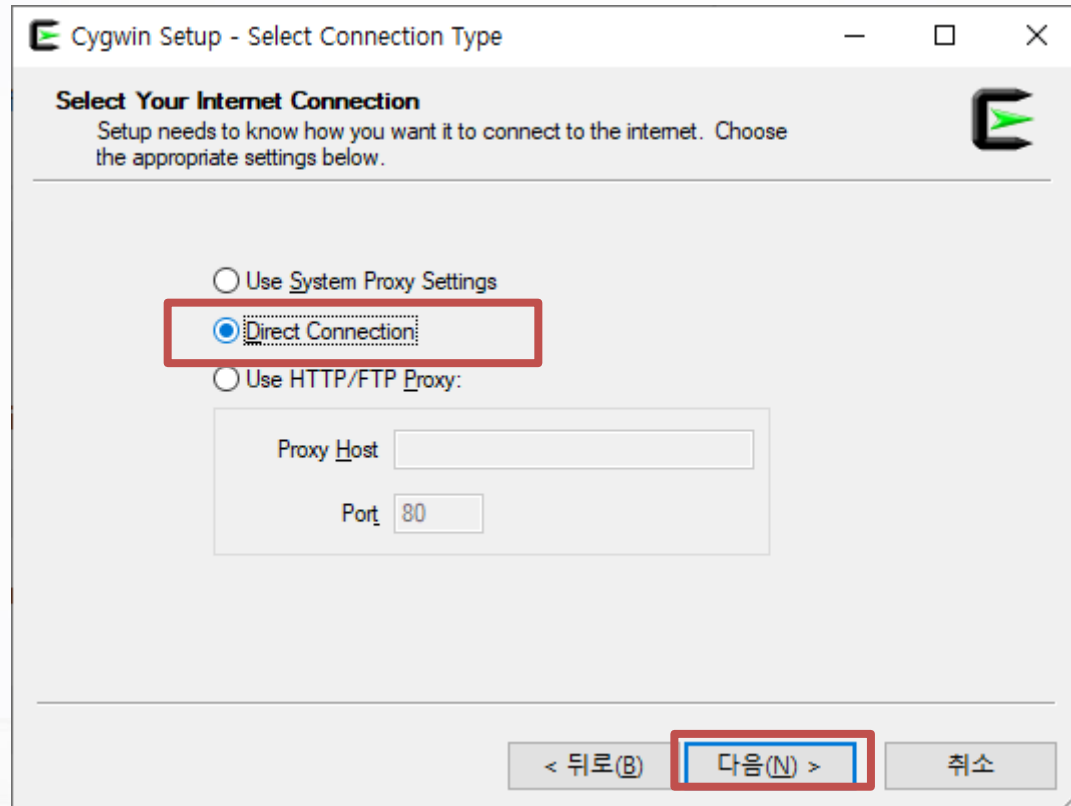 Cygwin Setup - Select Connection Type
Select Your Internet Connection
Setup needs to know how you want it to connect to the internet. Choose
the appropriate settings below.
Use System Proxy Settings
Direct Connection
Use HTTP/FTP Proxy:
Proxy Host
Port 80
< 뒤로(B) 다음(N) > 취소